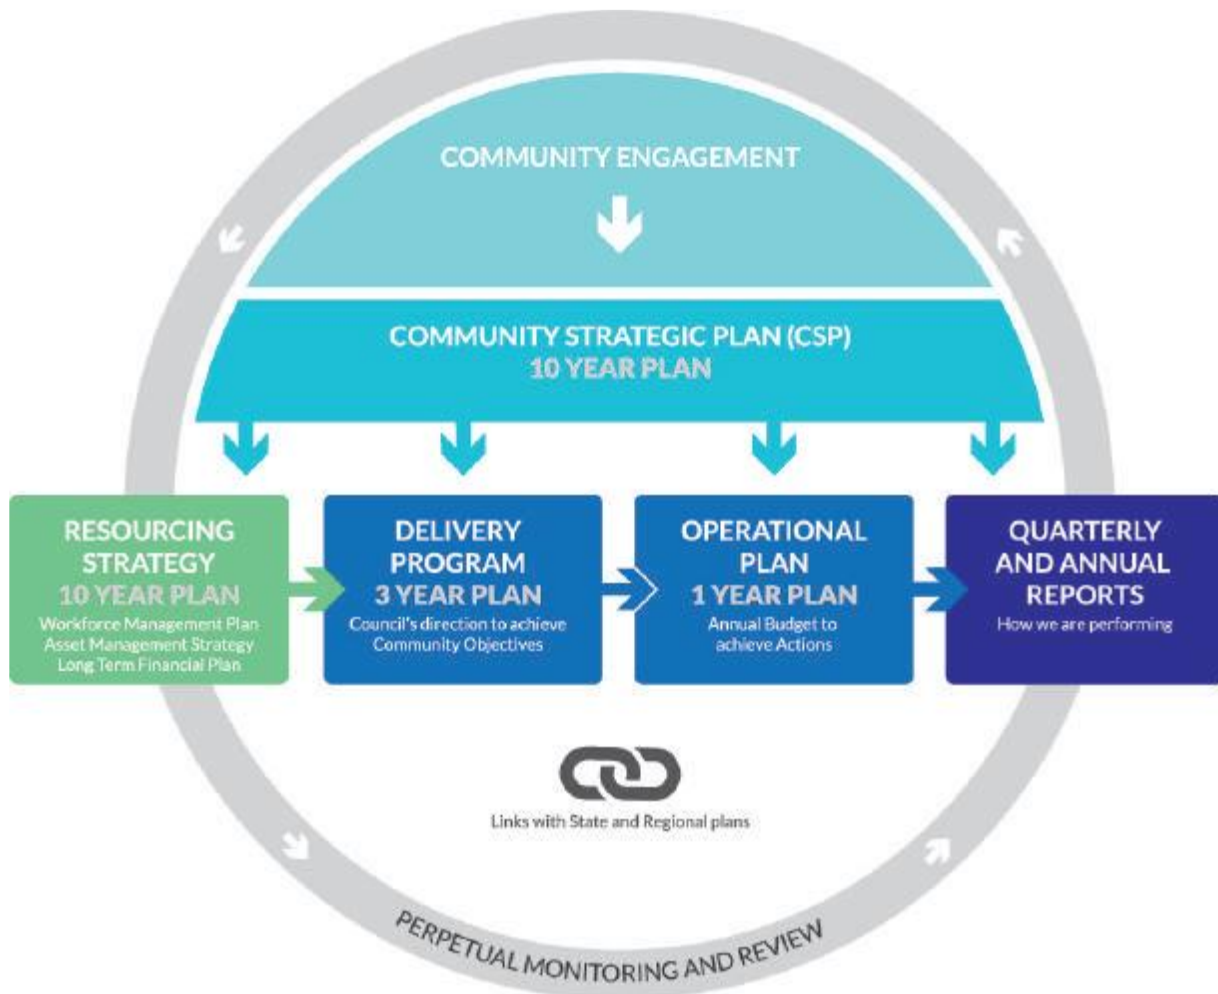 COMMUNITY ENGAGEMENT
COMMUNITY STRATEGIC PLAN (CSP)
10 YEAR PLAN
RESOURCING
STRATEGY
10 YEAR PLAN
Workforce Management Plan
Asset Management Strategy
Long Term Financial Plan
DELIVERY
PROGRAM
3 YEAR PLAN
Council's direction to achieve
Community Objectives
OPERATIONAL
PLAN
1 YEAR PLAN
Annual Budget to
achieve Actions
QUARTERLY
AND ANNUAL
REPORTS
How we are performing
Links with State and Regional plans
PERPETUAL MONITORING AND REVIEW